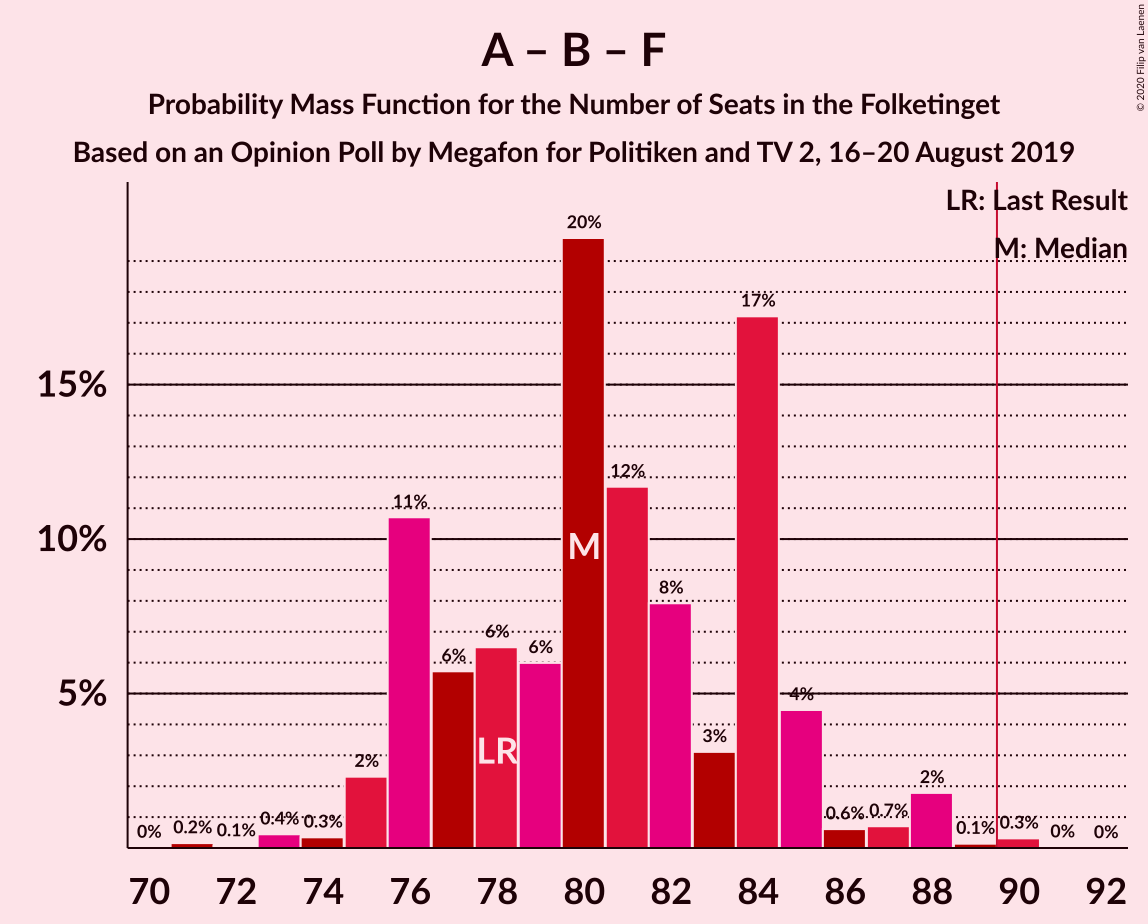 A – B – F
Probability Mass Function for the Number of Seats in the Folketinget
Based on an Opinion Poll by Megafon for Politiken and TV 2, 16–20 August 2019
© 2020 Filip van Laenen
LR: Last Result
M: Median
20%
17%
15%
12%
11%
10%
M
8%
6%
6%
6%
5%
4%
LR
3%
2%
2%
0%
0.2%
0.1%
0.4%
0.3%
0.6%
0.7%
0.1%
0.3%
0%
0%
70 72 74 76 78 80 82 84 86 88 90 92